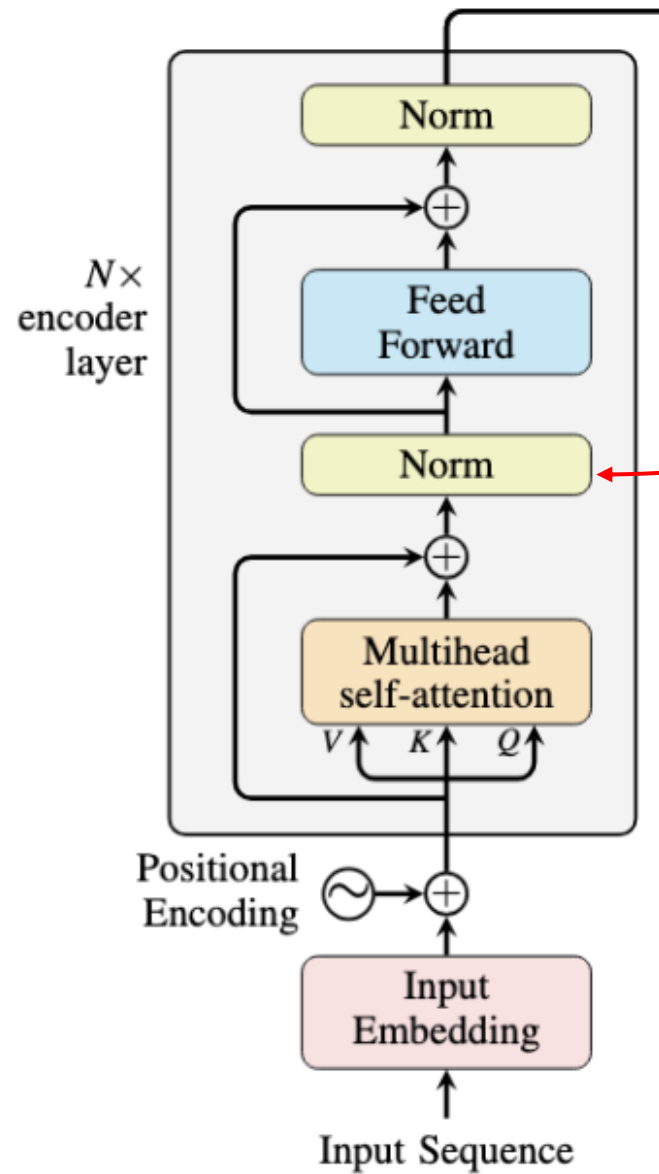 Norm
Feed
Forward
N×
encoder
layer
Norm
Multihead
self-attention
V K Q
Positional
Encoding
Input
Embedding
Input Sequence